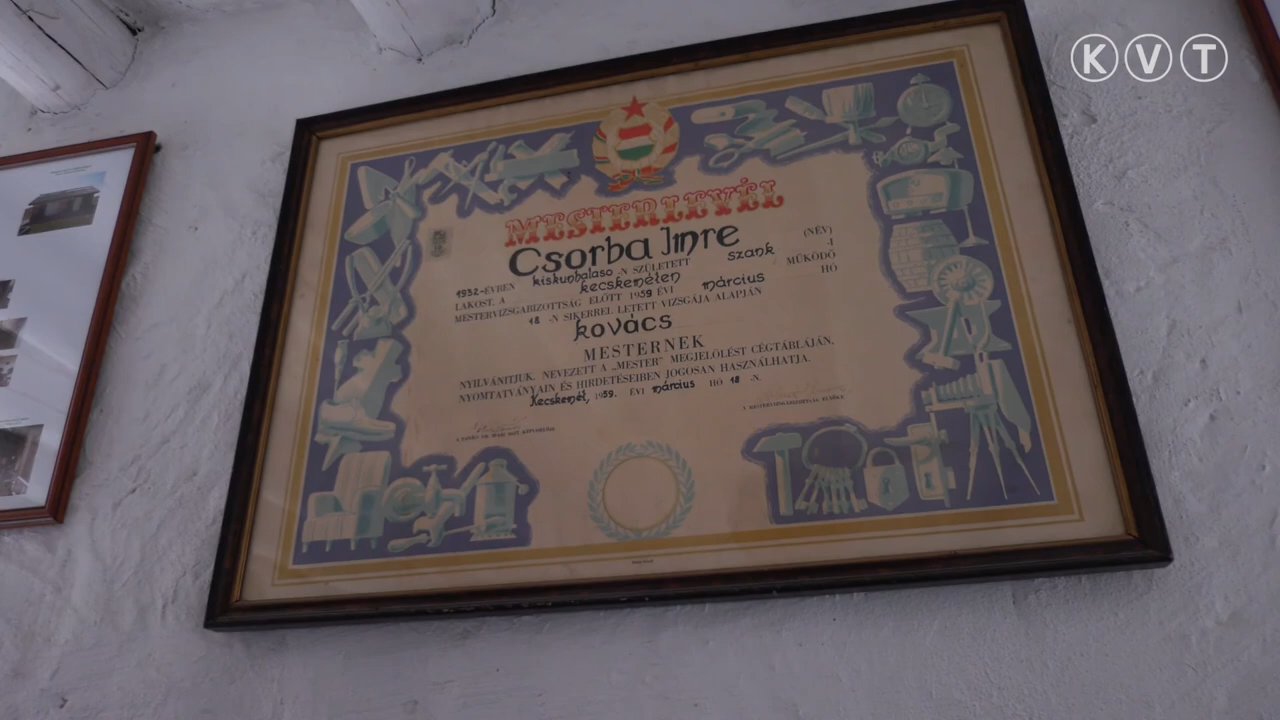 KVT
MESTERLEVÉL
Csorba Imre (NÉV)
1932-ÉVBEN kiskunhalason -N SZÜLETETT szank -I
LAKOST, A kecskeméten MŰKÖDŐ
MESTERVIZSGABIZOTTSÁG ELŐTT 1959 ÉVI március HÓ
18 -N SIKERREL LETETT VIZSGÁJA ALAPJÁN
kovács
MESTERNEK
NYILVÁNÍTJUK. NEVEZETT A „MESTER" MEGJELÖLÉST CÉGTÁBLÁJÁN,
NYOMTATVÁNYAIN ÉS HIRDETÉSEIBEN JOGOSAN HASZNÁLHATJA.
Kecskemét, 1959. ÉVI március HÓ 18 -N.